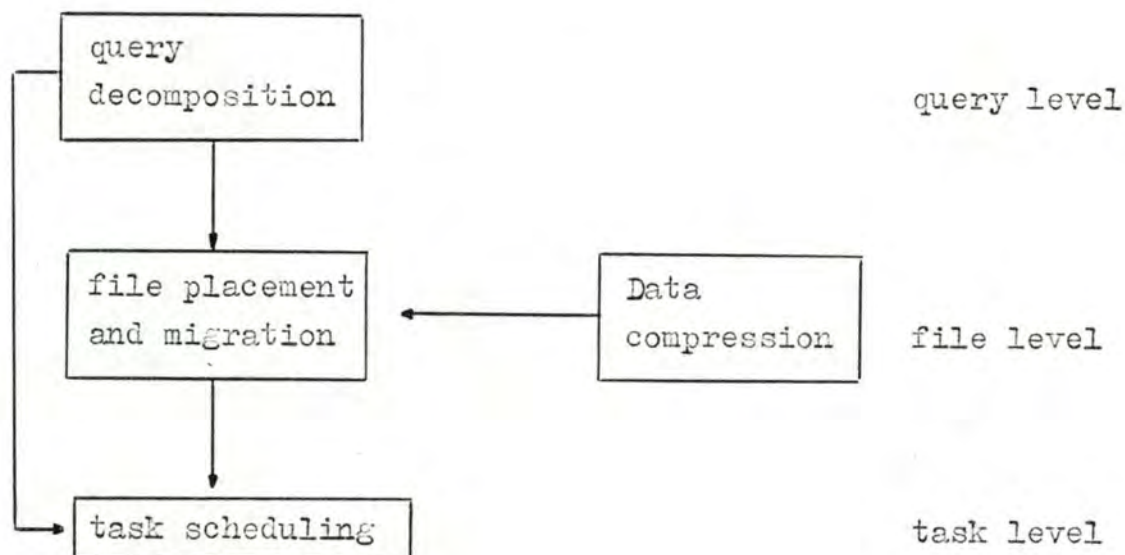 query
decomposition
query level
file placement
and migration
Data
compression
file level
task scheduling
task level